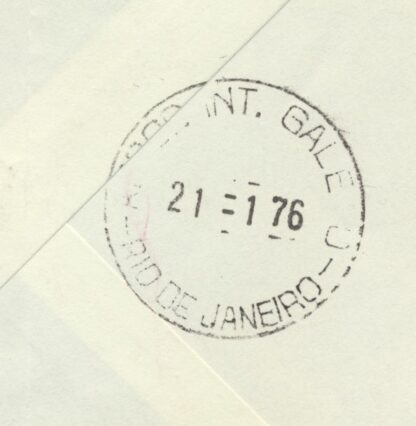 INT. GALE
21 - 1 76
RIO DE JANEIRO